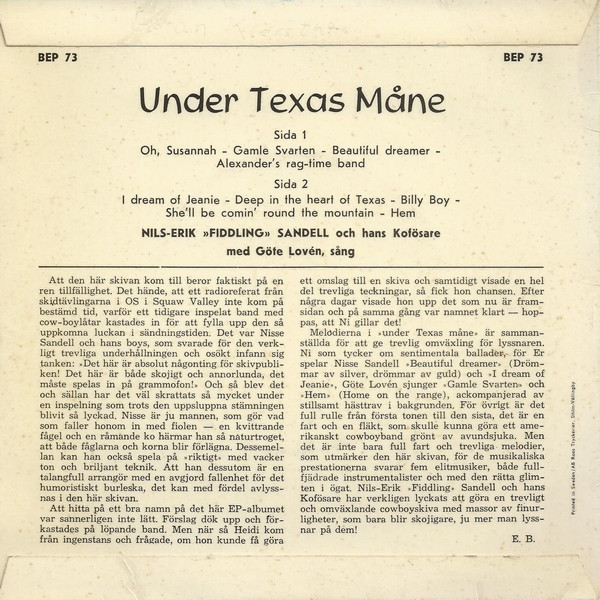 BEP 73
BEP 73
Under Texas Måne
Sida 1
Oh, Susannah - Gamle Svarten - Beautiful dreamer -
Alexander's rag-time band
Sida 2
I dream of Jeanie - Deep in the heart of Texas - Billy Boy -
She'll be comin' round the mountain - Hem
NILS-ERIK »FIDDLING» SANDELL och hans Kofösare
med Göte Lovén, sång
Att den här skivan kom till beror faktiskt på en
ren tillfällighet. Det hände, att ett radioreferat från
skidtävlingarna i OS i Squaw Valley inte kom på
bestämd tid, varför ett tidigare inspelat band med
cow-boylåtar kastades in för att fylla upp den så
uppkomna luckan i sändningstiden. Det var Nisse
Sandell och hans boys, som svarade för den verk-
ligt trevliga underhållningen och osökt infann sig
tanken: »Det här är absolut någonting för skivpubli-
ken! Det här är både skojigt och annorlunda, det
måste spelas in på grammofon!» Och så blev det
och sällan har det väl skrattats så mycket under
en inspelning som trots den uppsluppna stämningen
blivit så lyckad. Nisse är ju mannen, som gör vad
som faller honom in med fiolen — en kvittrande
fågel och en råmande ko härmar han så naturtroget,
att både fåglarna och korna blir förlägna. Dessemel-
lan kan han också spela på »riktigt» med vacker
ton och briljant teknik. Att han dessutom är en
talangfull arrangör med en avgjord fallenhet för det
humoristiskt burleska, det kan med fördel avlyss-
nas i den här skivan.
Att hitta på ett bra namn på det här EP-albumet
var sannerligen inte lätt. Förslag dök upp och för-
kastades på löpande band. Men när så Heidi kom
från ingenstans och frågade, om hon kunde få göra
ett omslag till en skiva och samtidigt visade en hel
del trevliga teckningar, så fick hon chansen. Efter
några dagar visade hon upp det som nu är fram-
sidan och på samma gång var namnet klart — hop-
pas, att Ni gillar det!
Melodierna i »under Texas måne» är samman-
ställda för att ge trevlig omväxling för lyssnaren.
Ni som tycker om sentimentala ballader, för Er
spelar Nisse Sandell »Beautiful dreamer» (Dröm-
mar av silver, drömmar av guld) och »I dream of
Jeanie», Göte Lovén sjunger »Gamle Svarten» och
»Hem» (Home on the range), ackompanjerad av
stillsamt hästtrav i bakgrunden. För övrigt är det
full rulle från första tonen till den sista, det är en
fart och en fläkt, som skulle kunna göra ett ame-
rikanskt cowboyband grönt av avundsjuka. Men
det är inte bara full fart och trevliga melodier,
som utmärker den här skivan, för de musikaliska
prestationerna svarar fem elitmusiker, både full-
fjädrade instrumentalister och med den rätta glim-
ten i ögat. Nils-Erik »Fiddling» Sandell och hans
Kofösare har verkligen lyckats att göra en trevligt
och omväxlande cowboyskiva med massor av finur-
ligheter, som bara blir skojigare, ju mer man lyss-
nar på dem!
E. B.
Printed in Sweden/AB Roos Tryckerier, Sthlm-Vällingby